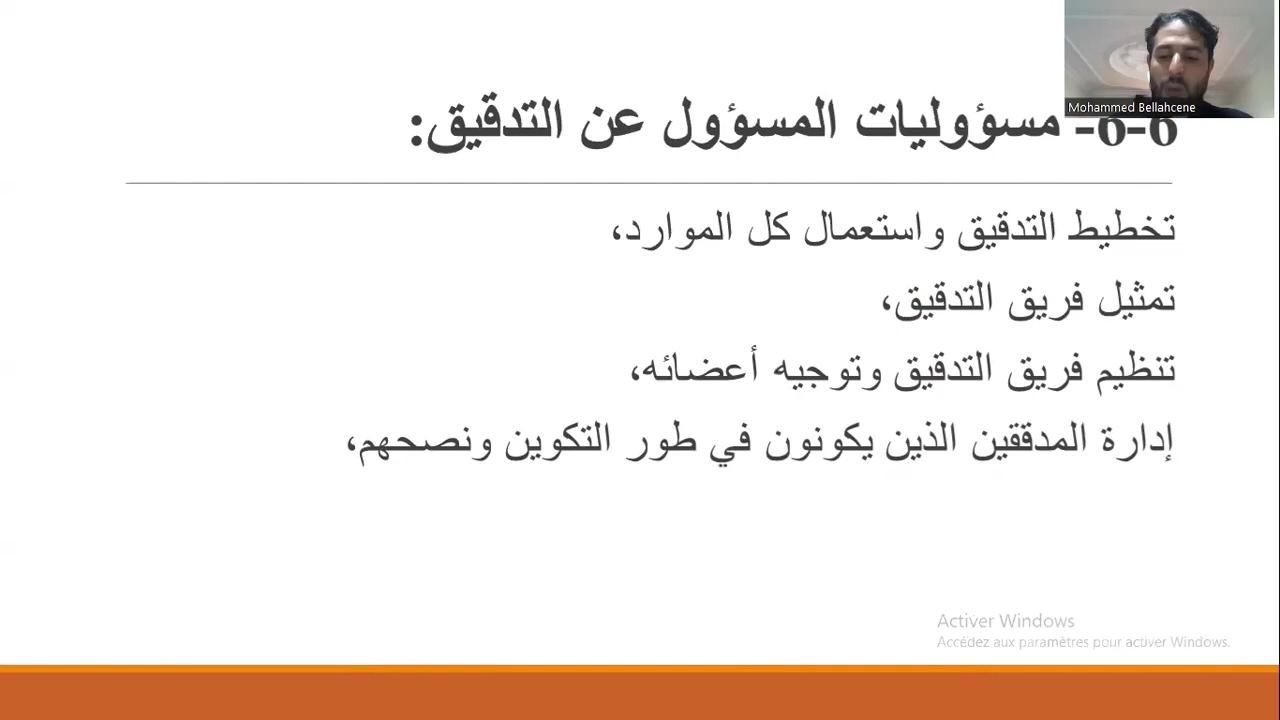 Mohammed Bellahcene
6-6- مسؤوليات المسؤول عن التدقيق:
تخطيط التدقيق واستعمال كل الموارد،
تمثيل فريق التدقيق،
تنظيم فريق التدقيق وتوجيه أعضائه،
إدارة المدققين الذين يكونون في طور التكوين ونصحهم،
Activer Windows
Accédez aux paramètres pour activer Windows.